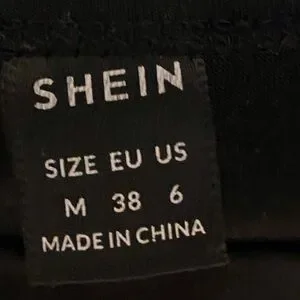 SHEIN
SIZE EU US
M 38 6
MADE IN CHINA